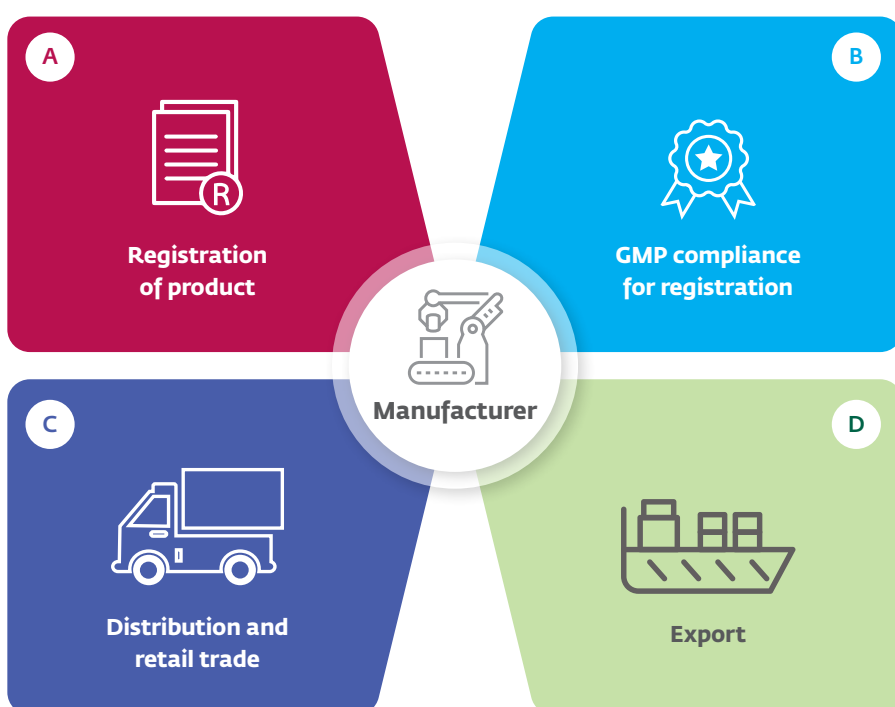 A
R
Registration
of product
B
GMP compliance
for registration
Manufacturer
C
Distribution and
retail trade
D
Export